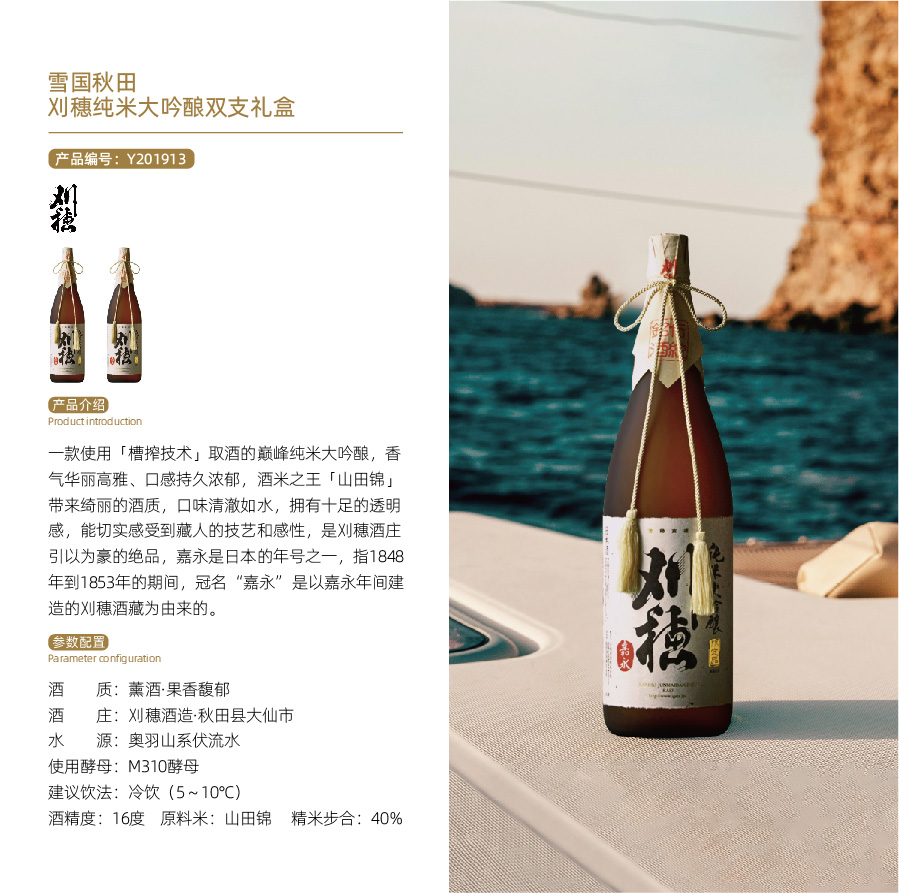 雪国秋田
刈穗纯米大吟酿双支礼盒
产品编号：Y201913
刈穂
刈穂
刈穂
产品介绍
Product introduction
一款使用「槽搾技术」取酒的巅峰纯米大吟酿，香
气华丽高雅、口感持久浓郁，酒米之王「山田锦」
带来绮丽的酒质，口味清澈如水，拥有十足的透明
感，能切实感受到藏人的技艺和感性，是刈穗酒庄
引以为豪的绝品，嘉永是日本的年号之一，指1848
年到1853年的期间，冠名“嘉永”是以嘉永年间建
造的刈穗酒藏为由来的。
参数配置
Parameter configuration
酒　　质：薰酒·果香馥郁
酒　　庄：刈穗酒造·秋田县大仙市
水　　源：奥羽山系伏流水
使用酵母：M310酵母
建议饮法：冷饮（5～10℃）
酒精度：16度　原料米：山田锦　精米步合：40%
純米大吟醸
刈穂
嘉永